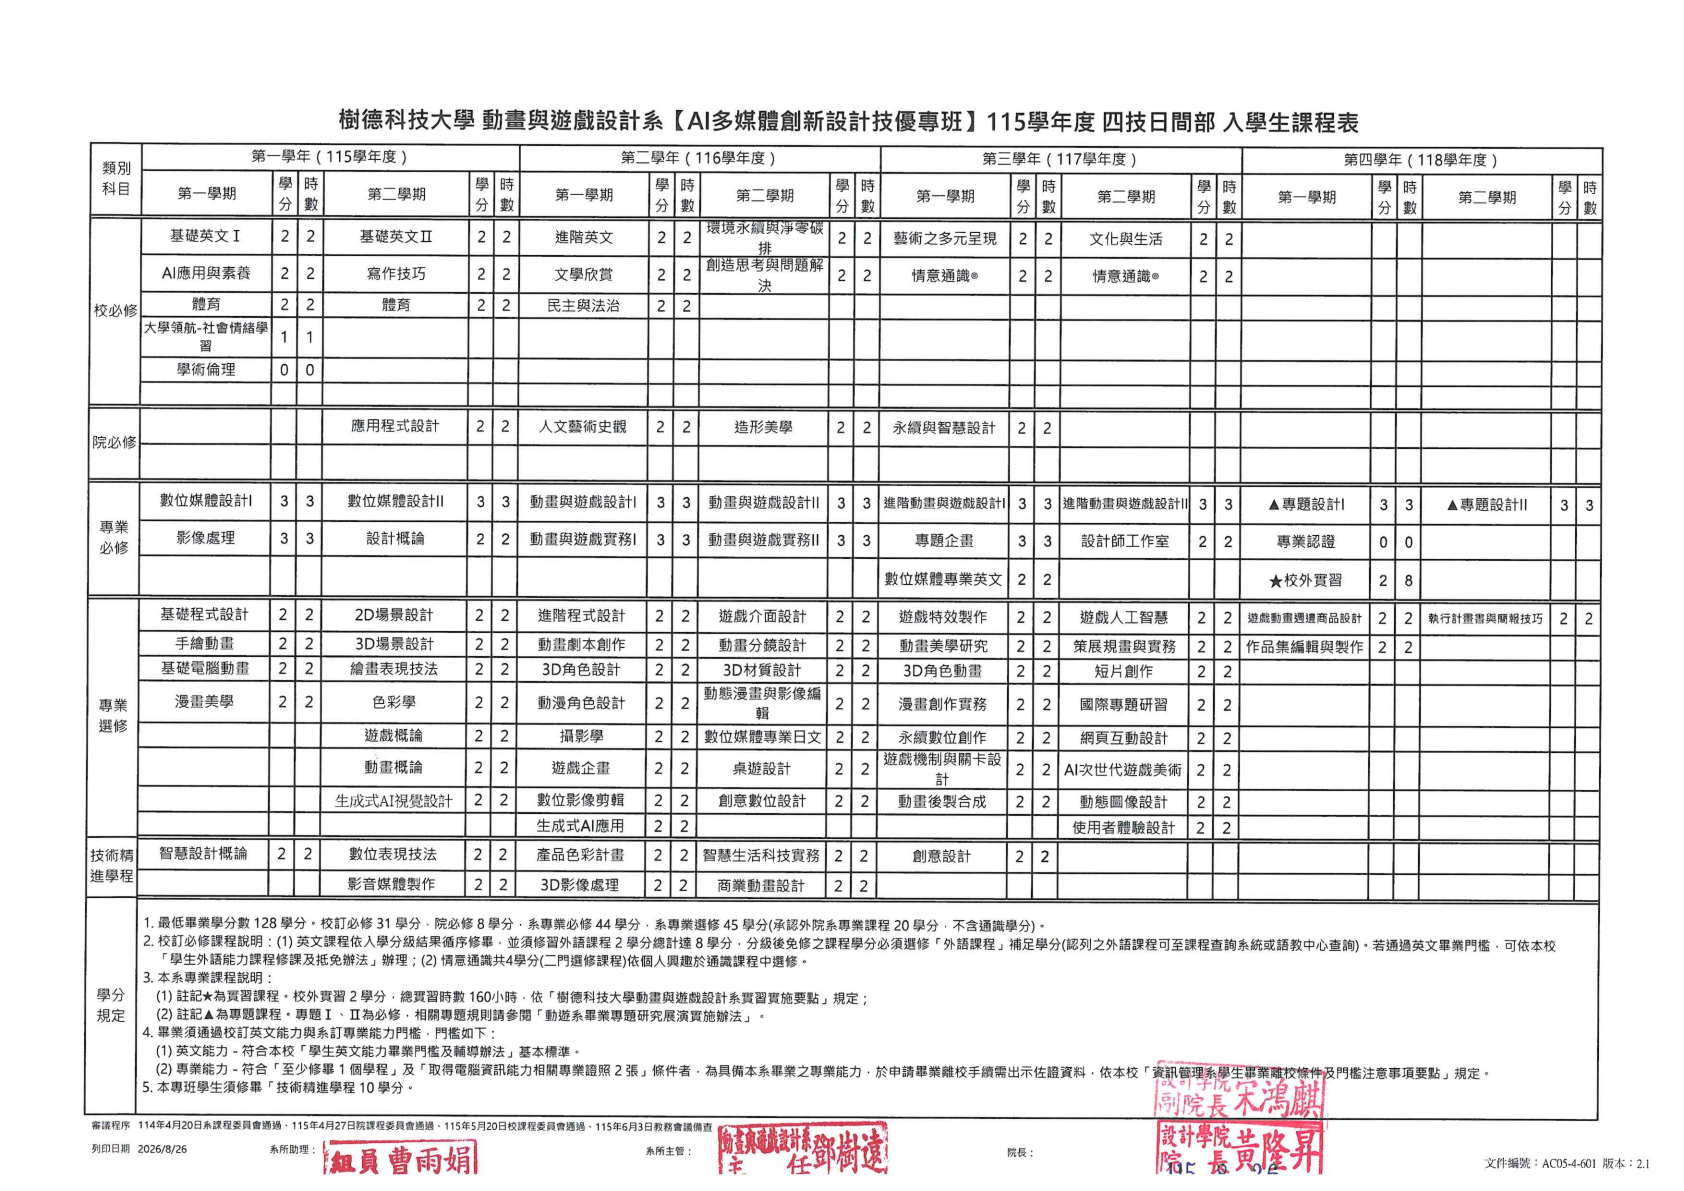 樹德科技大學 動畫與遊戲設計系【AI多媒體創新設計技優專班】115學年度 四技日間部 入學生課程表
類別科目 第一學年（115學年度） 第二學年（116學年度） 第三學年（117學年度） 第四學年（118學年度）
第一學期 學分 時數 第二學期 學分 時數 第一學期 學分 時數 第二學期 學分 時數 第一學期 學分 時數 第二學期 學分 時數 第一學期 學分 時數 第二學期 學分 時數
校必修
基礎英文Ⅰ 2 2 基礎英文Ⅱ 2 2 進階英文 2 2 環境永續與淨零碳排 2 2 藝術之多元呈現 2 2 文化與生活 2 2
AI應用與素養 2 2 寫作技巧 2 2 文學欣賞 2 2 創造思考與問題解決 2 2 情意通識◎ 2 2 情意通識◎ 2 2
體育 2 2 體育 2 2 民主與法治 2 2
大學領航-社會情緒學習 1 1
學術倫理 0 0
院必修
應用程式設計 2 2 人文藝術史觀 2 2 造形美學 2 2 永續與智慧設計 2 2
專業必修
數位媒體設計I 3 3 數位媒體設計II 3 3 動畫與遊戲設計I 3 3 動畫與遊戲設計II 3 3 進階動畫與遊戲設計I 3 3 進階動畫與遊戲設計II 3 3 ▲專題設計I 3 3 ▲專題設計II 3 3
影像處理 3 3 設計概論 2 2 動畫與遊戲實務I 3 3 動畫與遊戲實務II 3 3 專題企畫 3 3 設計師工作室 2 2 專業認證 0 0
數位媒體專業英文 2 2 ★校外實習 2 8
專業選修
基礎程式設計 2 2 2D場景設計 2 2 進階程式設計 2 2 遊戲介面設計 2 2 遊戲特效製作 2 2 遊戲人工智慧 2 2 遊戲動畫週邊商品設計 2 2 執行計畫書與簡報技巧 2 2
手繪動畫 2 2 3D場景設計 2 2 動畫劇本創作 2 2 動畫分鏡設計 2 2 動畫美學研究 2 2 策展規畫與實務 2 2 作品集編輯與製作 2 2
基礎電腦動畫 2 2 繪畫表現技法 2 2 3D角色設計 2 2 3D材質設計 2 2 3D角色動畫 2 2 短片創作 2 2
漫畫美學 2 2 色彩學 2 2 動漫角色設計 2 2 動態漫畫與影像編輯 2 2 漫畫創作實務 2 2 國際專題研習 2 2
遊戲概論 2 2 攝影學 2 2 數位媒體專業日文 2 2 永續數位創作 2 2 網頁互動設計 2 2
動畫概論 2 2 遊戲企畫 2 2 桌遊設計 2 2 遊戲機制與關卡設計 2 2 AI次世代遊戲美術 2 2
生成式AI視覺設計 2 2 數位影像剪輯 2 2 創意數位設計 2 2 動畫後製合成 2 2 動態圖像設計 2 2
生成式AI應用 2 2 使用者體驗設計 2 2
技術精進學程
智慧設計概論 2 2 數位表現技法 2 2 產品色彩計畫 2 2 智慧生活科技實務 2 2 創意設計 2 2
影音媒體製作 2 2 3D影像處理 2 2 商業動畫設計 2 2
學分規定
1. 最低畢業學分數 128 學分。校訂必修 31 學分，院必修 8 學分，系專業必修 44 學分，系專業選修 45 學分(承認外院系專業課程 20 學分，不含通識學分)。
2. 校訂必修課程說明：(1) 英文課程依入學分級結果循序修畢，並須修習外語課程 2 學分總計達 8 學分，分級後免修之課程學分必須選修「外語課程」補足學分(認列之外語課程可至課程查詢系統或語教中心查詢)。若通過英文畢業門檻，可依本校
「學生外語能力課程修課及抵免辦法」辦理；(2) 情意通識共4學分(二門選修課程)依個人興趣於通識課程中選修。
3. 本系專業課程說明：
(1) 註記★為實習課程。校外實習 2 學分，總實習時數 160小時，依「樹德科技大學動畫與遊戲設計系實習實施要點」規定；
(2) 註記▲為專題課程。專題Ⅰ、Ⅱ為必修，相關專題規則請參閱「動遊系畢業專題研究展演實施辦法」。
4. 畢業須通過校訂英文能力與系訂專業能力門檻，門檻如下：
(1) 英文能力－符合本校「學生英文能力畢業門檻及輔導辦法」基本標準。
(2) 專業能力－符合「至少修畢 1 個學程」及「取得電腦資訊能力相關專業證照 2 張」條件者，為具備本系畢業之專業能力，於申請畢業離校手續需出示佐證資料，依本校「資訊管理系學生畢業離校條件及門檻注意事項要點」規定。
5. 本專班學生須修畢「技術精進學程 10 學分。
設計學院副院長宋鴻麒
審議程序 114年4月20日系課程委員會通過、115年4月27日院課程委員會通過、115年5月20日校課程委員會通過、115年6月3日教務會議備查
列印日期 2026/8/26 系所助理： 組員曹雨娟 系所主管： 動畫與遊戲設計系主任鄧樹遠 院長： 設計學院院長黃隆昇
文件編號：AC05-4-601 版本：2.1